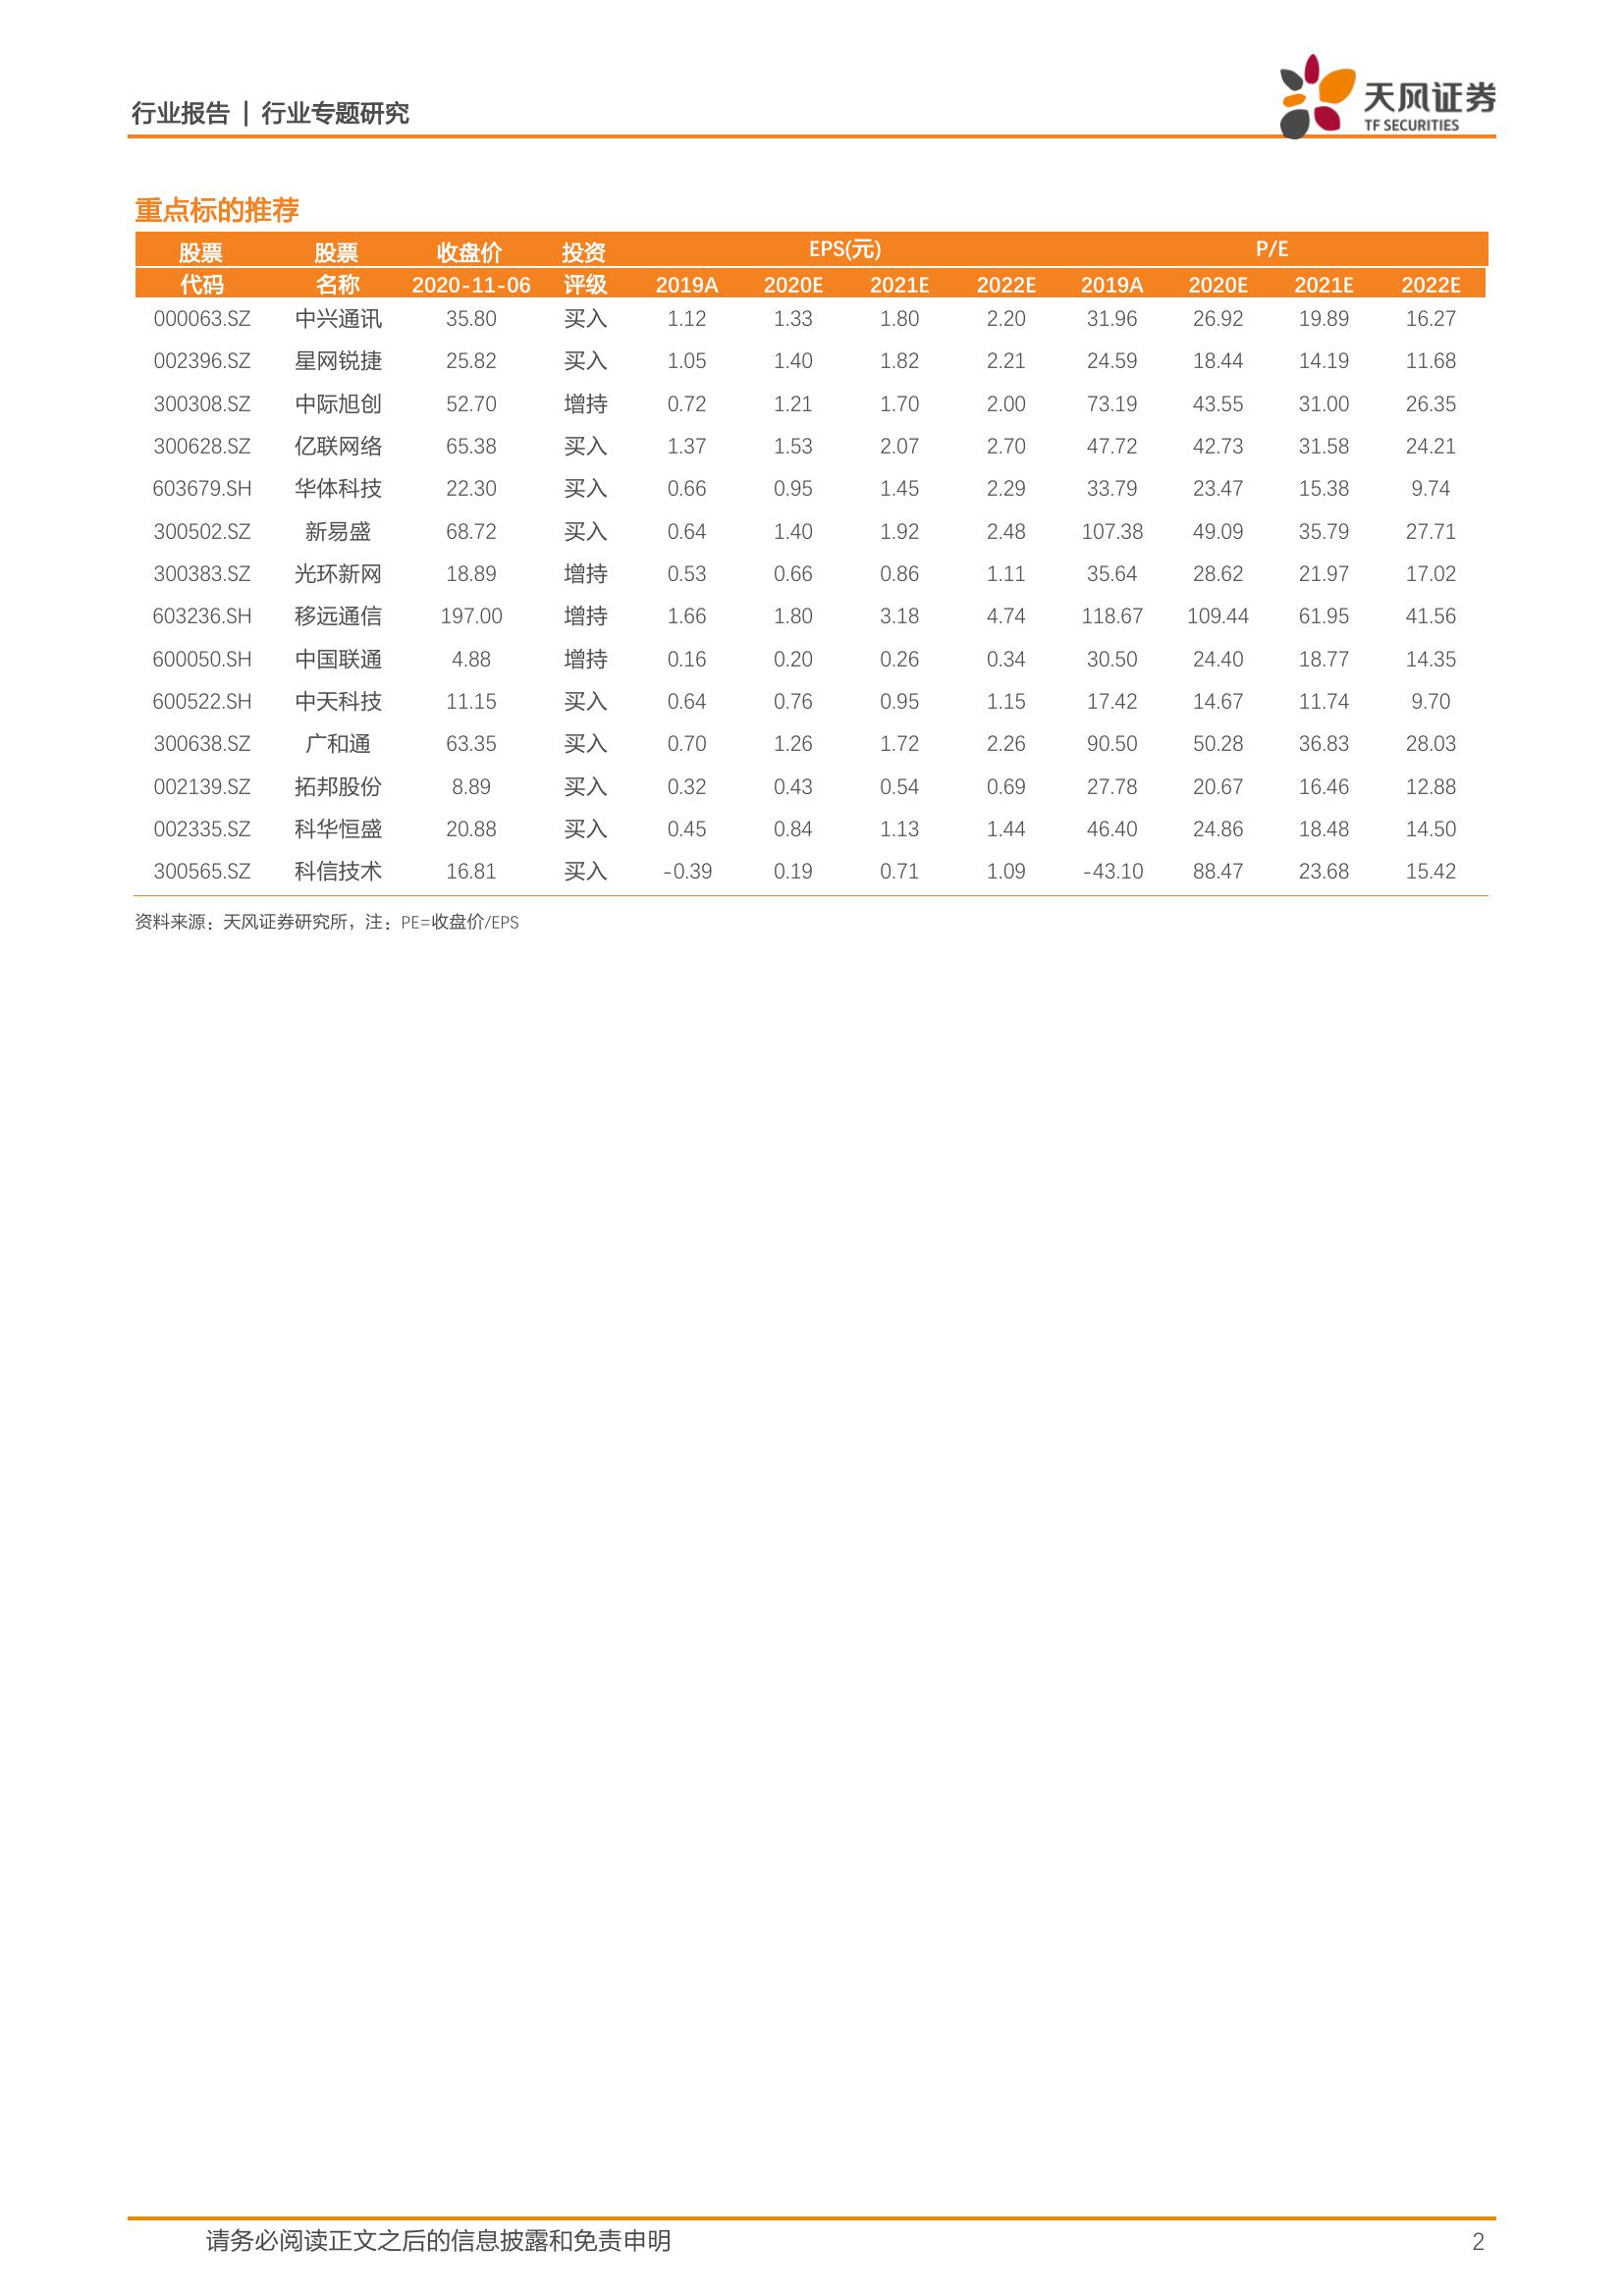 行业报告 | 行业专题研究
天风证券
TF SECURITIES
重点标的推荐
股票 股票 收盘价 投资 EPS(元) P/E
代码 名称 2020-11-06 评级 2019A 2020E 2021E 2022E 2019A 2020E 2021E 2022E
000063.SZ 中兴通讯 35.80 买入 1.12 1.33 1.80 2.20 31.96 26.92 19.89 16.27
002396.SZ 星网锐捷 25.82 买入 1.05 1.40 1.82 2.21 24.59 18.44 14.19 11.68
300308.SZ 中际旭创 52.70 增持 0.72 1.21 1.70 2.00 73.19 43.55 31.00 26.35
300628.SZ 亿联网络 65.38 买入 1.37 1.53 2.07 2.70 47.72 42.73 31.58 24.21
603679.SH 华体科技 22.30 买入 0.66 0.95 1.45 2.29 33.79 23.47 15.38 9.74
300502.SZ 新易盛 68.72 买入 0.64 1.40 1.92 2.48 107.38 49.09 35.79 27.71
300383.SZ 光环新网 18.89 增持 0.53 0.66 0.86 1.11 35.64 28.62 21.97 17.02
603236.SH 移远通信 197.00 增持 1.66 1.80 3.18 4.74 118.67 109.44 61.95 41.56
600050.SH 中国联通 4.88 增持 0.16 0.20 0.26 0.34 30.50 24.40 18.77 14.35
600522.SH 中天科技 11.15 买入 0.64 0.76 0.95 1.15 17.42 14.67 11.74 9.70
300638.SZ 广和通 63.35 买入 0.70 1.26 1.72 2.26 90.50 50.28 36.83 28.03
002139.SZ 拓邦股份 8.89 买入 0.32 0.43 0.54 0.69 27.78 20.67 16.46 12.88
002335.SZ 科华恒盛 20.88 买入 0.45 0.84 1.13 1.44 46.40 24.86 18.48 14.50
300565.SZ 科信技术 16.81 买入 -0.39 0.19 0.71 1.09 -43.10 88.47 23.68 15.42
资料来源：天风证券研究所，注：PE=收盘价/EPS
请务必阅读正文之后的信息披露和免责申明 2